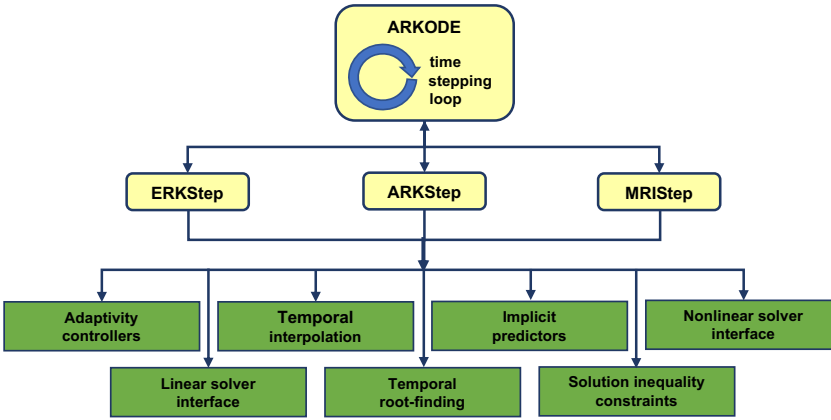 ARKODE
time
stepping
loop
ERKStep
ARKStep
MRIStep
Adaptivity
controllers
Temporal
interpolation
Implicit
predictors
Nonlinear solver
interface
Linear solver
interface
Temporal
root-finding
Solution inequality
constraints